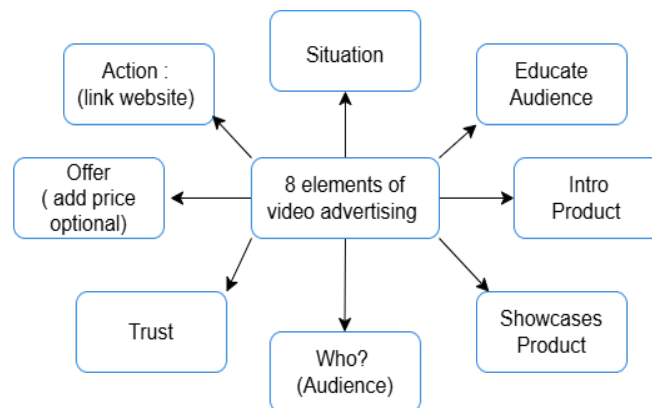 Situation
Action :
(link website)
Educate
Audience
Offer
( add price
optional)
8 elements of
video advertising
Intro
Product
Trust
Who?
(Audience)
Showcases
Product